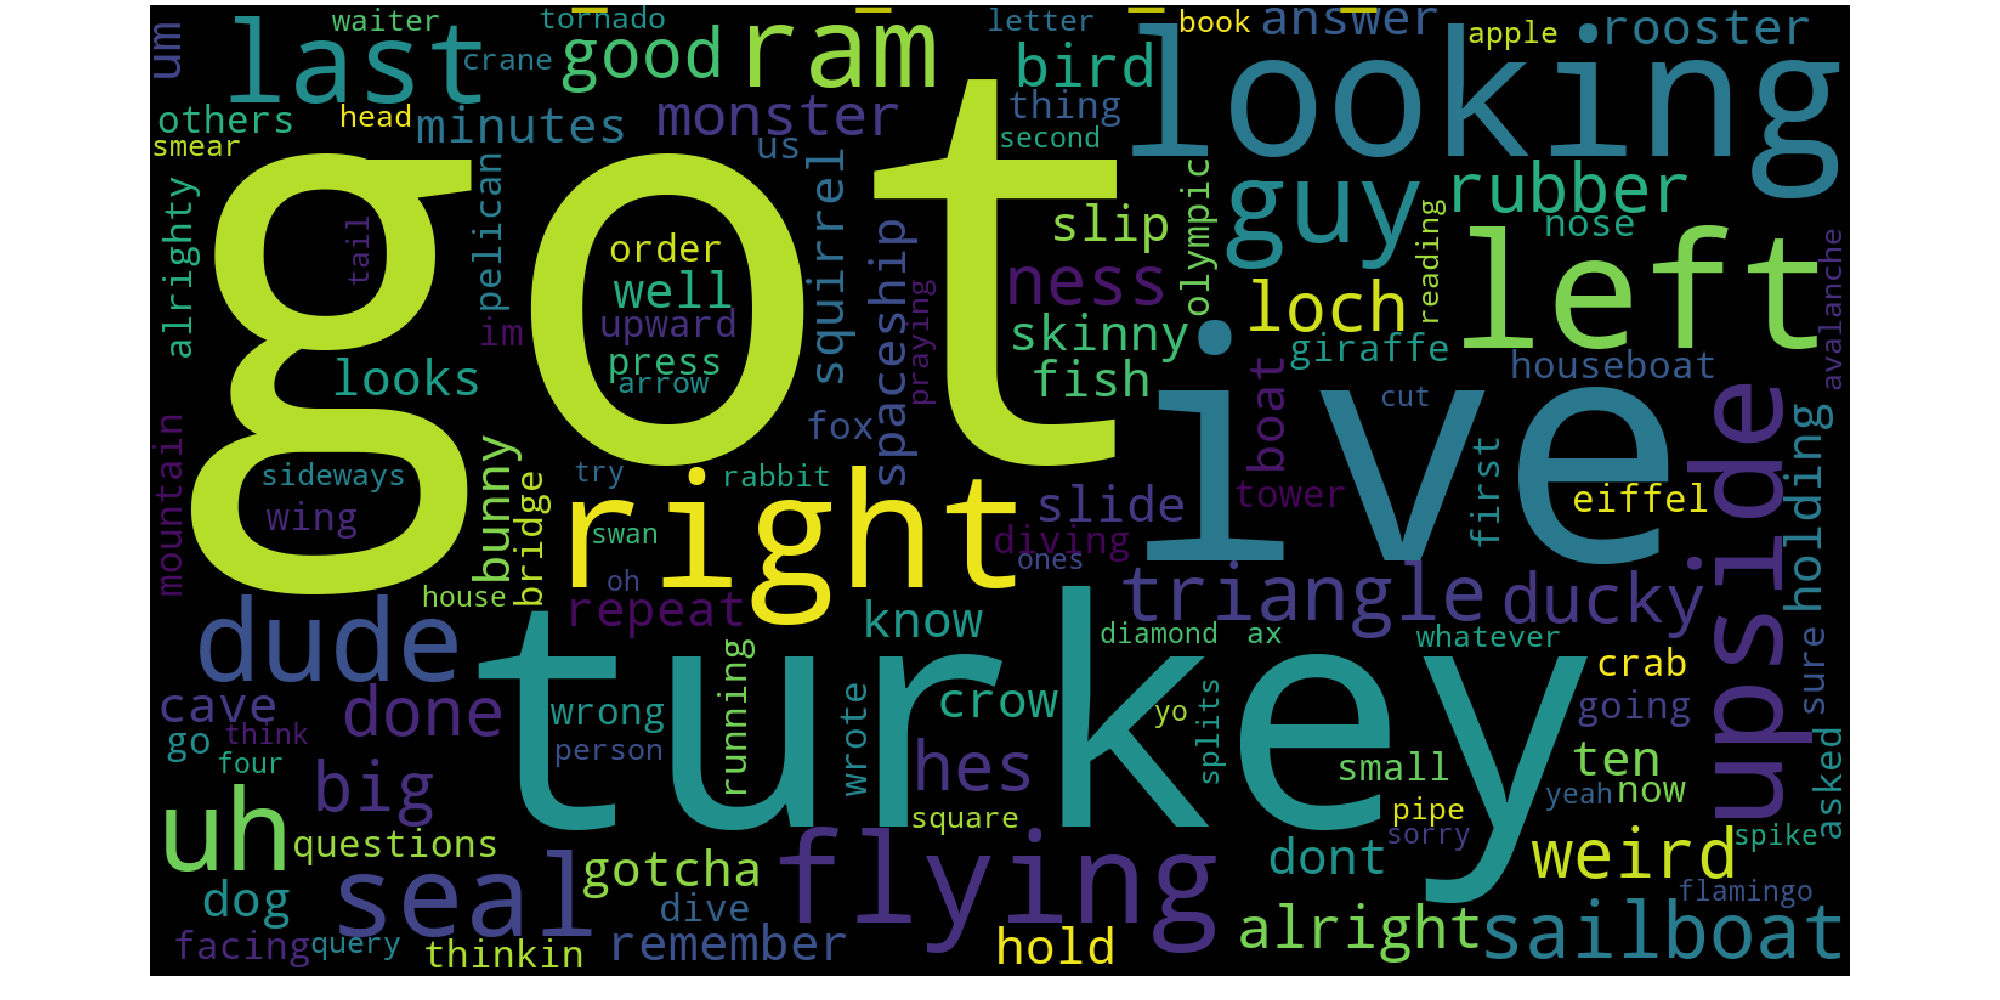 waiter
tornado
letter
book
answer
apple
rooster
um
last
crane
good
ram
bird
looking
others
smear
head
minutes
monster
us
thing
second
alrighty
tail
pelican
got
squirrel
spaceship
praying
slip
olympic
guy
rubber
nose
reading
avalanche
order
well
upward
press
arrow
im
looks
ness
skinny
fish
loch
giraffe
left
houseboat
fox
boat
ive
cut
first
upside
holding
mountain
sideways
wing
bunny
bridge
try
rabbit
right
swan
oh
slide
diving
ones
tower
eiffel
house
dude
repeat
know
triangle
ducky
diamond
ax
whatever
crab
sure
cave
done
wrong
running
turkey
wrote
crow
yo
splits
going
go
think
four
person
big
hes
small
ten
yeah
now
asked
uh
questions
square
pipe
sorry
spike
seal
gotcha
flying
dont
weird
dog
dive
flamingo
facing
query
thinkin
remember
hold
alright
sailboat